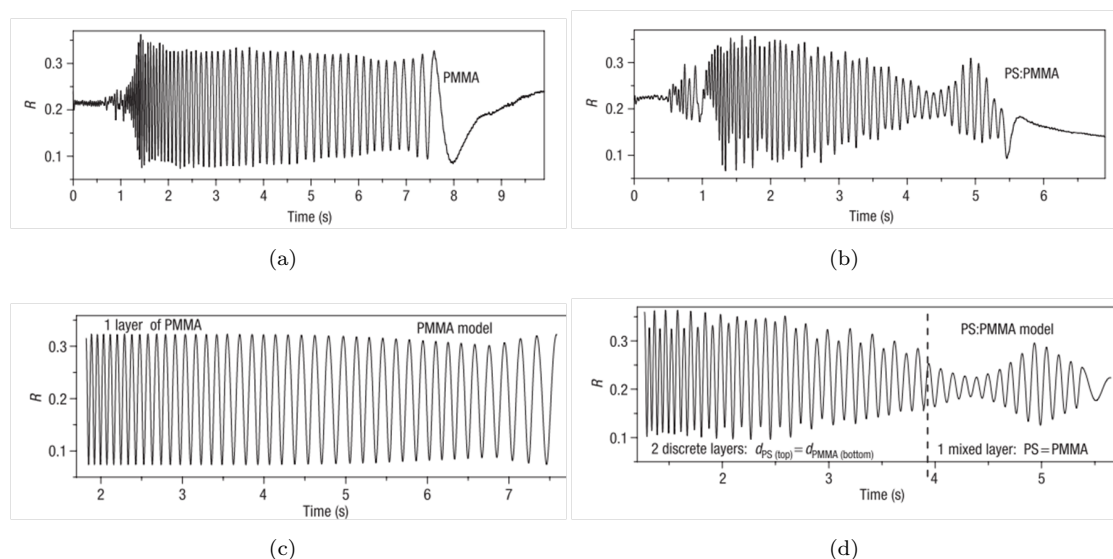 0.3
PMMA
R
0.2
0.1
0 1 2 3 4 5 6 7 8 9
Time (s)
(a)
0.3
PS:PMMA
R
0.2
0.1
0 1 2 3 4 5 6
Time (s)
(b)
1 layer of PMMA
PMMA model
0.3
R
0.2
0.1
2 3 4 5 6 7
Time (s)
(c)
PS:PMMA model
0.3
R
0.2
0.1
2 discrete layers: dPS (top)=dPMMA (bottom)
1 mixed layer: PS=PMMA
2 3 4 5
Time (s)
(d)